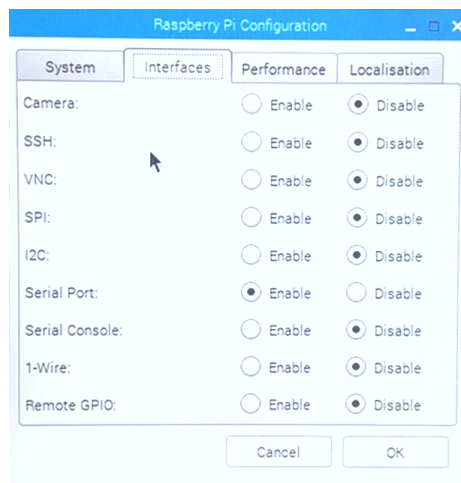 Raspberry Pi Configuration
System Interfaces Performance Localisation
Camera: Enable Disable
SSH: Enable Disable
VNC: Enable Disable
SPI: Enable Disable
I2C: Enable Disable
Serial Port: Enable Disable
Serial Console: Enable Disable
1-Wire: Enable Disable
Remote GPIO: Enable Disable
Cancel OK